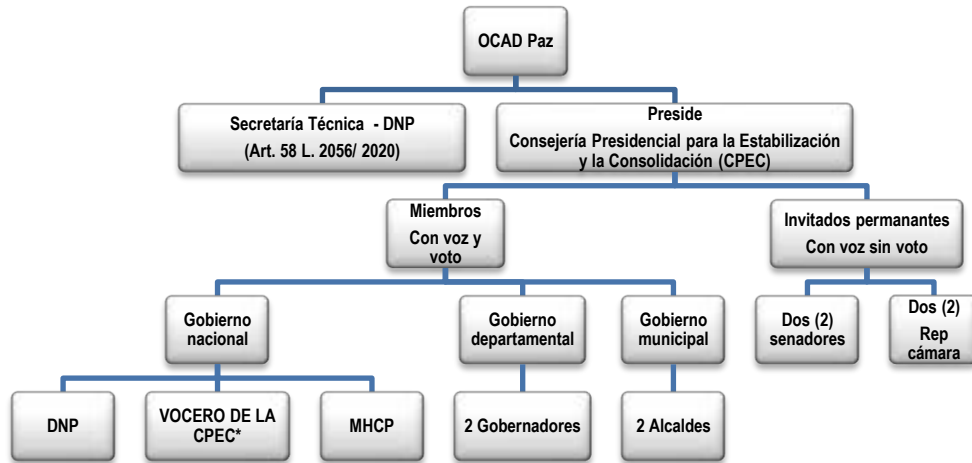 OCAD Paz
Secretaría Técnica - DNP
(Art. 58 L. 2056/ 2020)
Preside
Consejería Presidencial para la Estabilización
y la Consolidación (CPEC)
Miembros
Con voz y
voto
Invitados permanantes
Con voz sin voto
Gobierno
nacional
Gobierno
departamental
Gobierno
municipal
Dos (2)
senadores
Dos (2)
Rep
cámara
DNP
VOCERO DE LA
CPEC*
MHCP
2 Gobernadores
2 Alcaldes